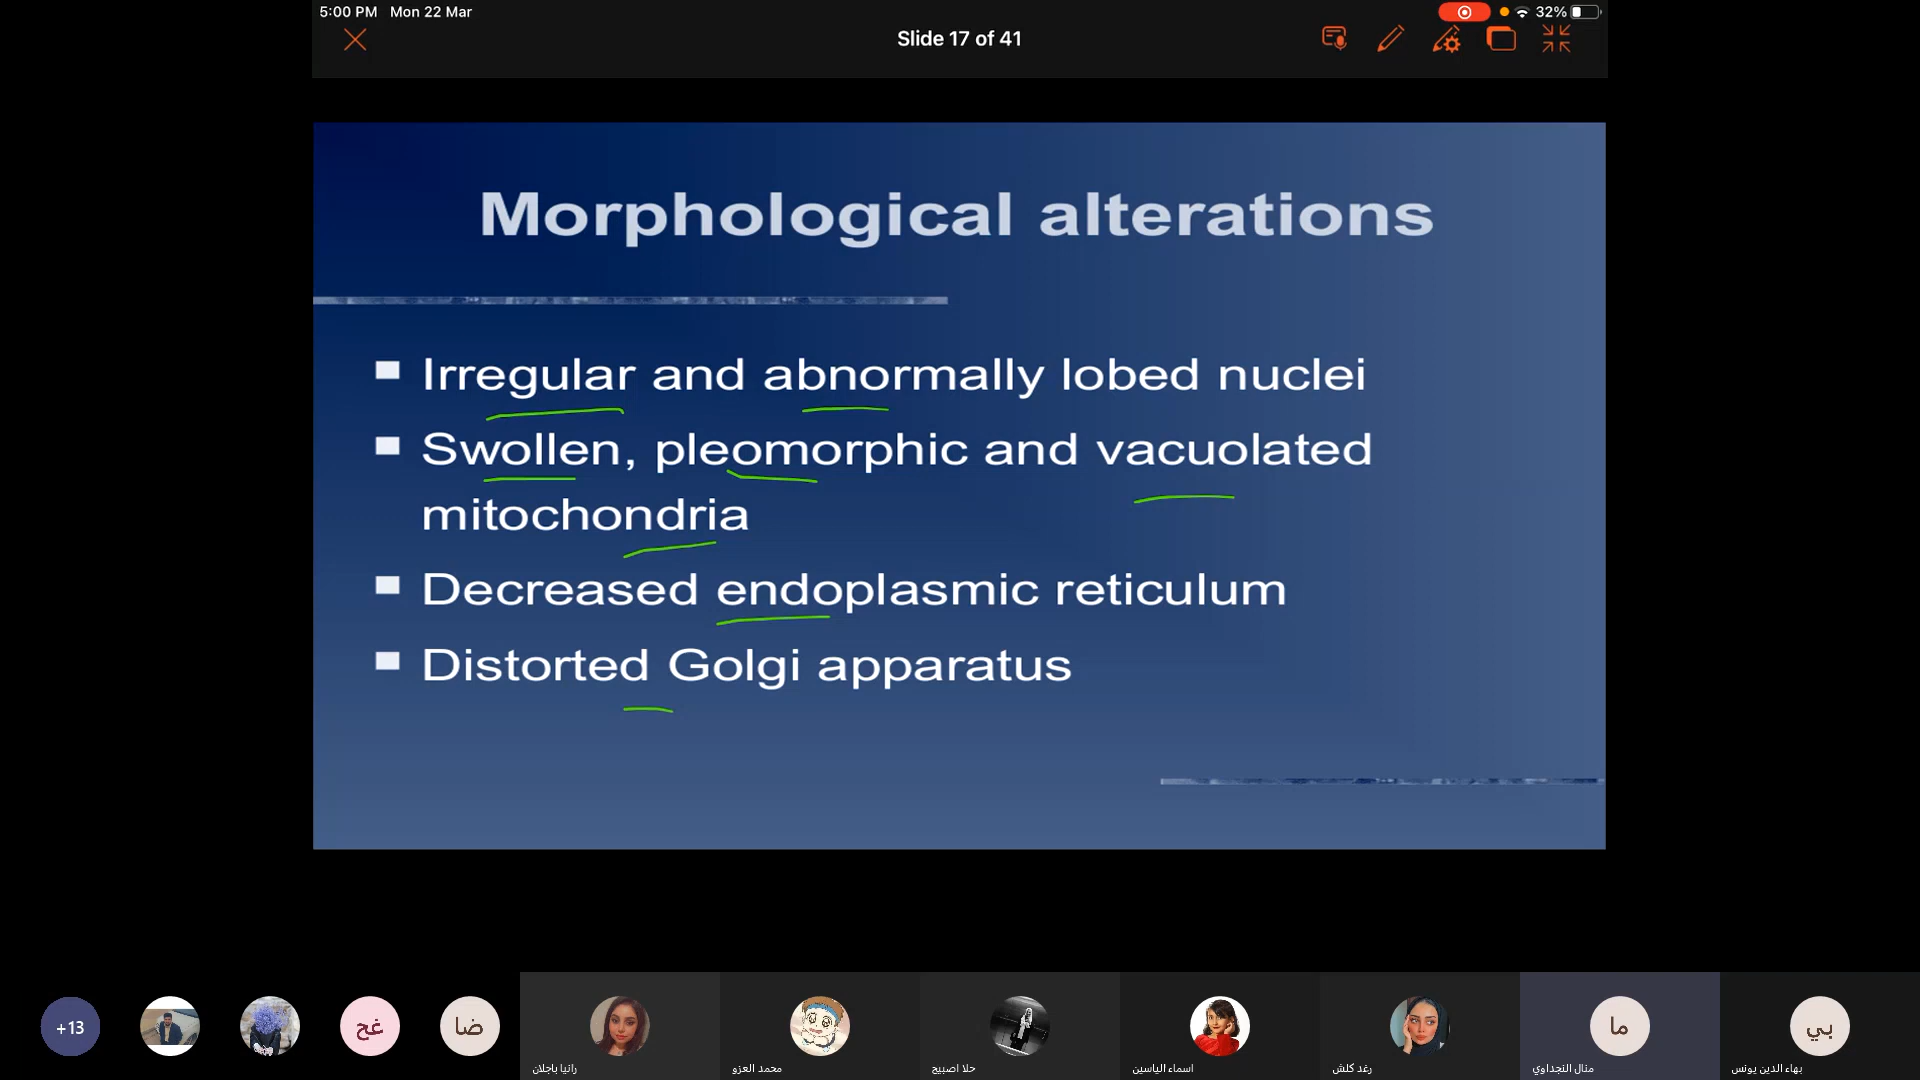 5:00 PM Mon 22 Mar
32%
Slide 17 of 41
Morphological alterations
Irregular and abnormally lobed nuclei
Swollen, pleomorphic and vacuolated
mitochondria
Decreased endoplasmic reticulum
Distorted Golgi apparatus
+13
غح
ضا
ما
بي
رانيا باجلان
محمد العزو
حلا اصبيح
اسماء الياسين
رغد كلش
منال النجداوي
بهاء الدين يونس